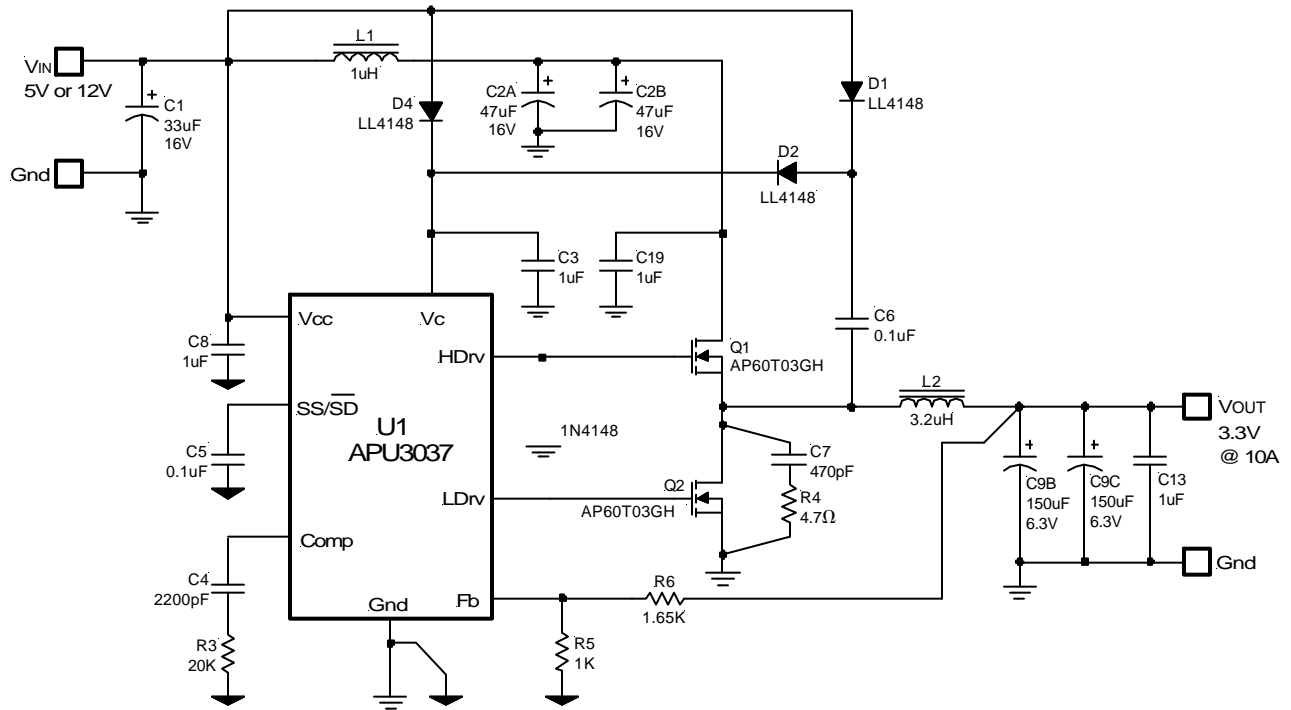 L1
1uH
VIN
5V or 12V
C1
33uF
16V
Gnd
D4
LL4148
C2A
47uF
16V
C2B
47uF
16V
D1
LL4148
D2
LL4148
C3
1uF
C19
1uF
C6
0.1uF
Vcc
Vc
C8
1uF
HDrv
Q1
AP60T03GH
SS/SD
U1
APU3037
1N4148
C5
0.1uF
L2
3.2uH
VOUT
3.3V
@ 10A
C7
470pF
R4
4.7Ω
C9B
150uF
6.3V
C9C
150uF
6.3V
C13
1uF
LDrv
Q2
AP60T03GH
Comp
Gnd
C4
2200pF
R3
20K
Gnd
Fb
R6
1.65K
R5
1K